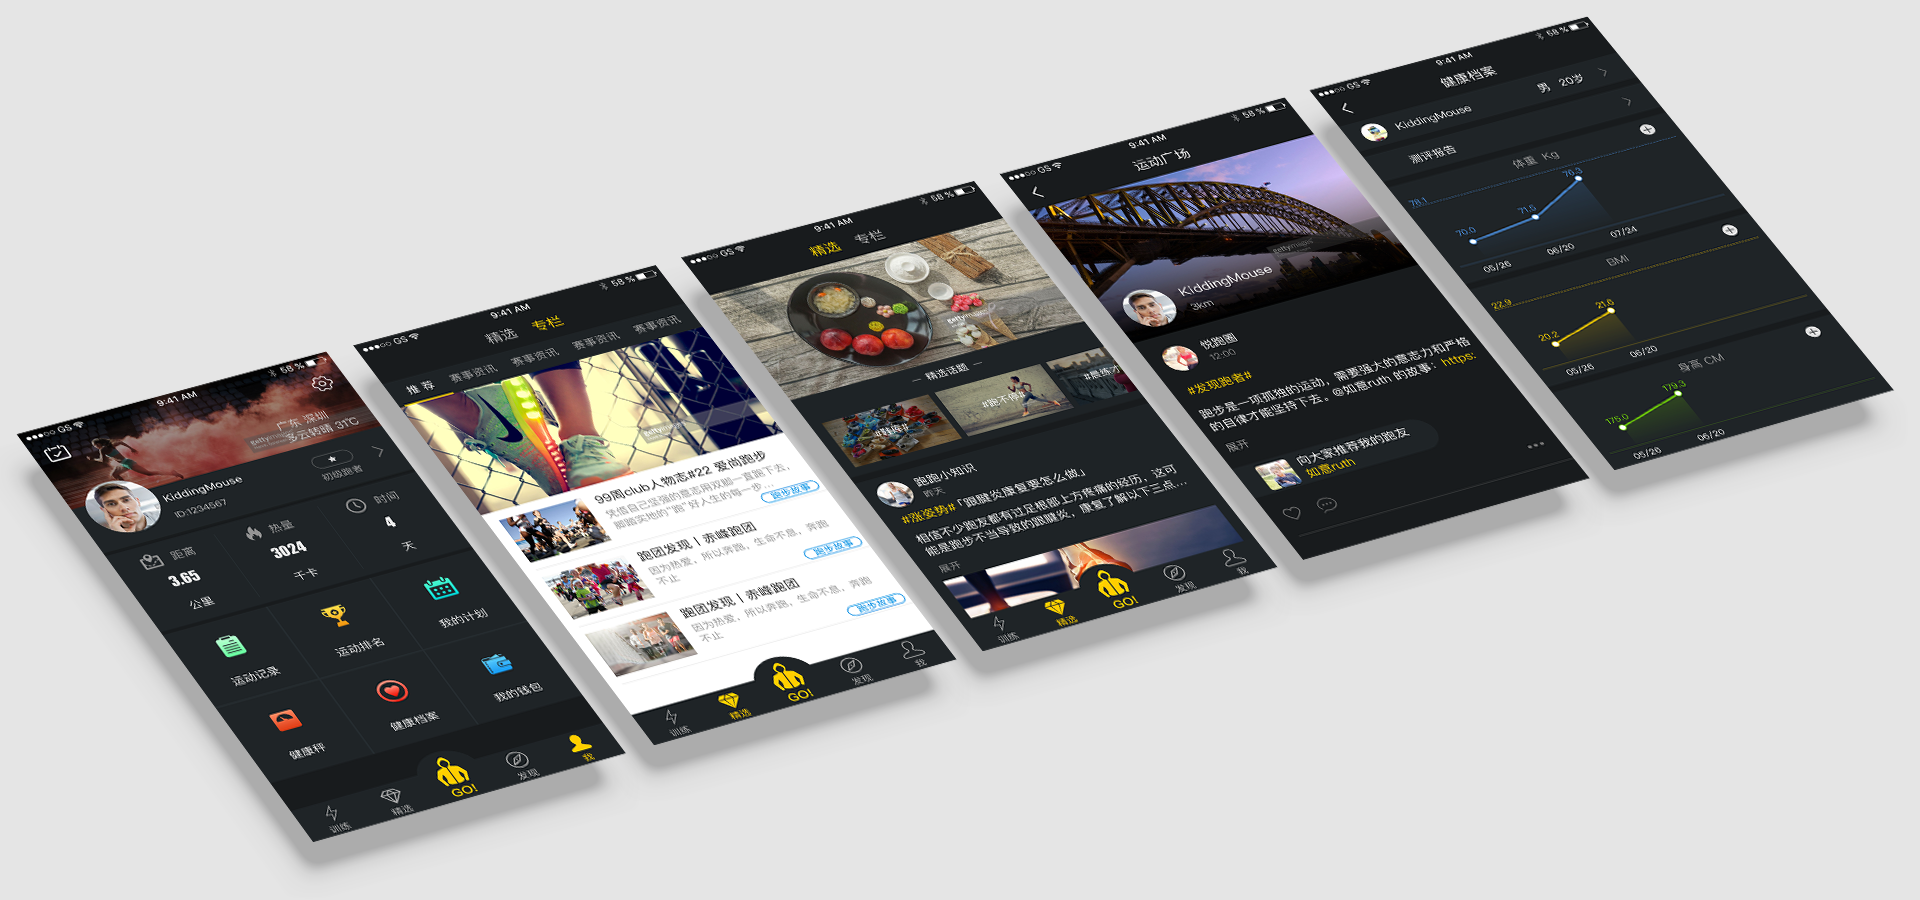 GS
9:41 AM
58 %
广东 深圳
多云转晴 31℃
gettyimages
KiddingMouse
ID:1234567
初级跑者
距离
3.65
公里
热量
3024
千卡
时间
4
天
运动记录
运动排名
我的计划
健康秤
健康档案
我的钱包
训练
精选
GO!
发现
我
GS
9:41 AM
58 %
精选 专栏
推荐 赛事资讯 赛事资讯 赛事资讯 赛事资讯
gettyimages
99周club人物志#22 爱尚跑步
凭借自己坚强的意志用双脚一直跑下去，
脚踏实地的“跑”好人生的每一步...
跑步故事
跑团发现丨赤峰跑团
因为热爱，所以奔跑，生命不息，奔跑
不止
跑步故事
跑团发现丨赤峰跑团
因为热爱，所以奔跑，生命不息，奔跑
不止
跑步故事
训练
精选
GO!
发现
我
GS
9:41 AM
58 %
精选 专栏
gettyimages
精选话题
#鞋库#
#跑不停#
#晨练才
跑跑小知识
昨天
#涨姿势#「跟腱炎康复要怎么做」
相信不少跑友都有过足根部上方疼痛的经历，这可
能是跑步不当导致的跟腱炎，康复了解以下三点...
展开
训练
精选
GO!
发现
我
GS
9:41 AM
58 %
运动广场
gettyimages
KiddingMouse
3km
悦跑圈
12:00
#发现跑者#
跑步是一项孤独的运动，需要强大的意志力和严格
的自律才能坚持下去。@如意ruth 的故事：https:
展开
向大家推荐我的跑友
如意ruth
GS
9:41 AM
58 %
健康档案
KiddingMouse
男 20岁
测评报告
体重 Kg
78.1
70.0
71.5
76.3
05/26
06/20
07/24
BMI
22.9
20.2
21.6
05/26
06/20
身高 CM
175.0
179.3
05/26
06/20